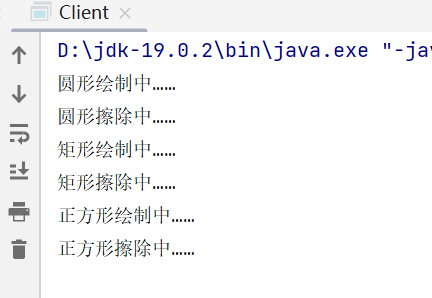 Client
D:\jdk-19.0.2\bin\java.exe "-jav
圆形绘制中……
圆形擦除中……
矩形绘制中……
矩形擦除中……
正方形绘制中……
正方形擦除中……